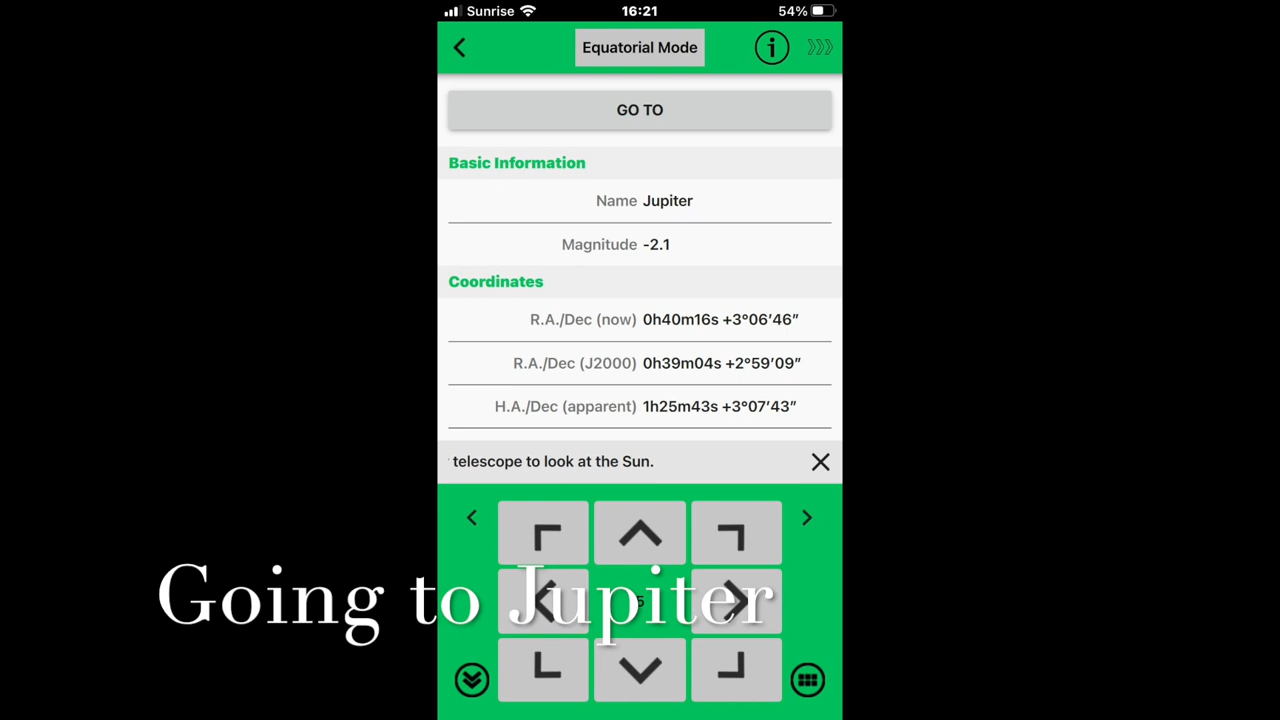 Sunrise 16:21 54%
Equatorial Mode
GO TO
Basic Information
Name Jupiter
Magnitude -2.1
Coordinates
R.A./Dec (now) 0h40m16s +3°06'46"
R.A./Dec (J2000) 0h39m04s +2°59'09"
H.A./Dec (apparent) 1h25m43s +3°07'43"
telescope to look at the Sun.
Going to Jupiter